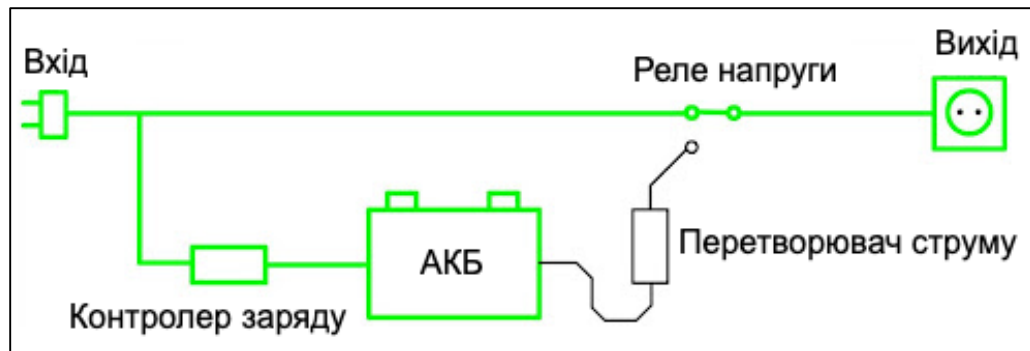 Вхід
Реле напруги
Вихід
АКБ
Перетворювач струму
Контролер заряду